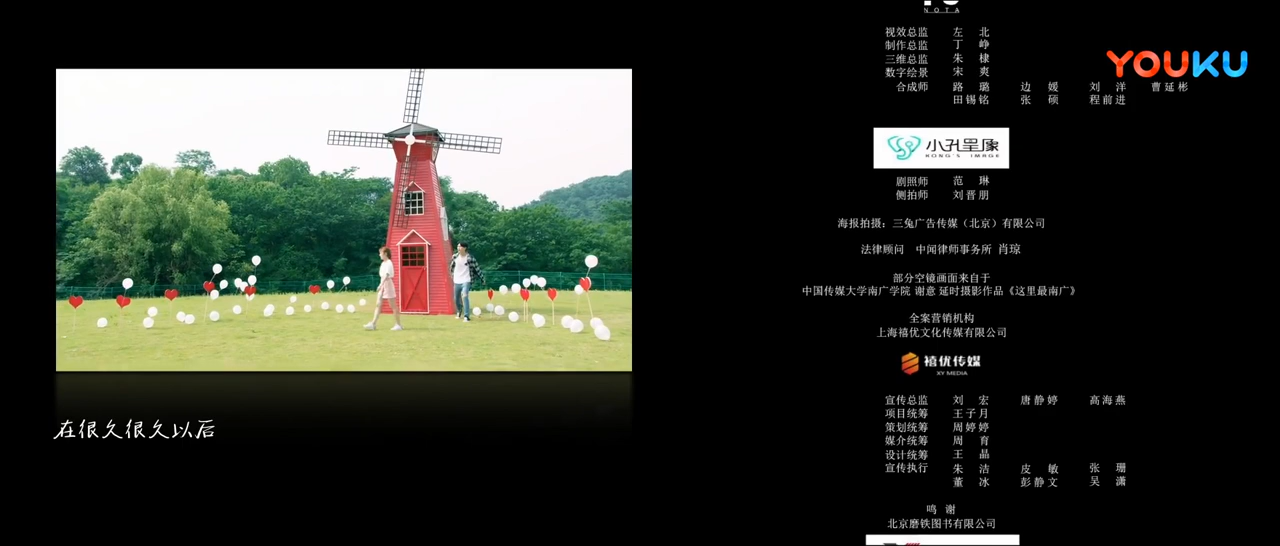 NOTA
视效总监 左北
制作总监 丁峥
三维总监 朱棣
数字绘景 宋爽
合成师 路璐 边媛 刘洋 曹延彬
田锡铭 张硕 程前进
YOUKU
小孔呈像
KONG'S IMAGE
剧照师 范琳
侧拍师 刘晋朋
海报拍摄：三兔广告传媒（北京）有限公司
法律顾问 中闻律师事务所 肖琼
部分空镜画面来自于
中国传媒大学南广学院 谢意 延时摄影作品《这里最南广》
全案营销机构
上海禧优文化传媒有限公司
禧优传媒
XY MEDIA
宣传总监 刘宏 唐静婷 高海燕
项目统筹 王子月
策划统筹 周婷婷
媒介统筹 周育
设计统筹 王晶
宣传执行 朱洁 皮敏 张珊
董冰 彭静文 吴潇
鸣谢
北京磨铁图书有限公司
在很久很久以后